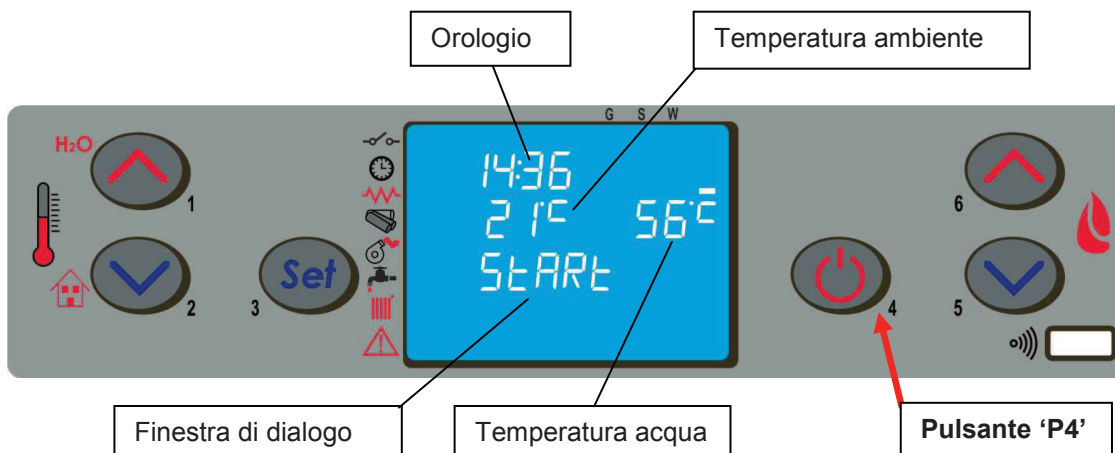 Orologio
Temperatura ambiente
G S W
H₂O
14:36
1
6
21°C
56°C
Set
StARt
2
3
4
5
Finestra di dialogo
Temperatura acqua
Pulsante ‘P4’